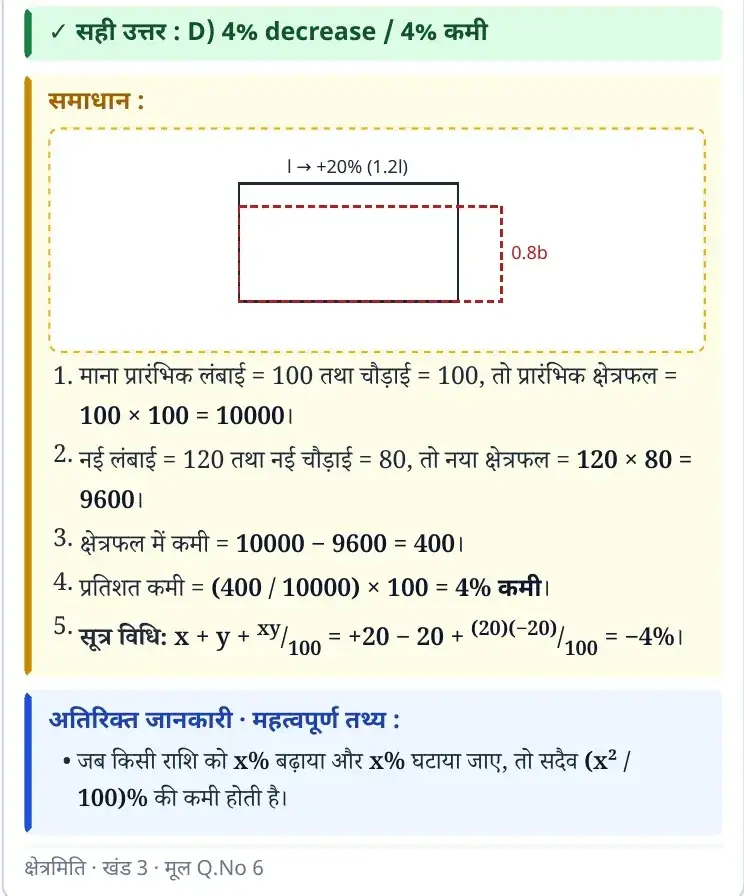 ✓ सही उत्तर : D) 4% decrease / 4% कमी
समाधान :
l → +20% (1.2l)
0.8b
1. माना प्रारंभिक लंबाई = 100 तथा चौड़ाई = 100, तो प्रारंभिक क्षेत्रफल =
100 × 100 = 10000।
2. नई लंबाई = 120 तथा नई चौड़ाई = 80, तो नया क्षेत्रफल = 120 × 80 =
9600।
3. क्षेत्रफल में कमी = 10000 − 9600 = 400।
4. प्रतिशत कमी = (400 / 10000) × 100 = 4% कमी।
5. सूत्र विधि: x + y + xy/100 = +20 − 20 + (20)(−20)/100 = −4%।
अतिरिक्त जानकारी · महत्वपूर्ण तथ्य :
• जब किसी राशि को x% बढ़ाया और x% घटाया जाए, तो सदैव (x² /
100)% की कमी होती है।
क्षेत्रमिति · खंड 3 · मूल Q.No 6